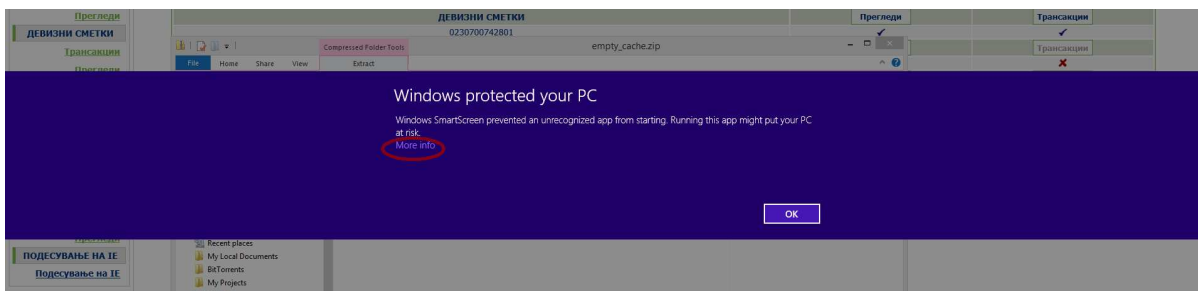 Прегледи
ДЕВИЗНИ СМЕТКИ
Трансакции
Прегледи
ДЕВИЗНИ СМЕТКИ
Прегледи
Трансакции
0230700742801
Трансакции
Compressed Folder Tools
empty_cache.zip
File Home Share View Extract
Windows protected your PC
Windows SmartScreen prevented an unrecognized app from starting. Running this app might put your PC
at risk.
More info
OK
Прегледи
ПОДЕСУВАЊЕ НА IE
Подесување на IE
Recent places
My Local Documents
BitTorrents
My Projects